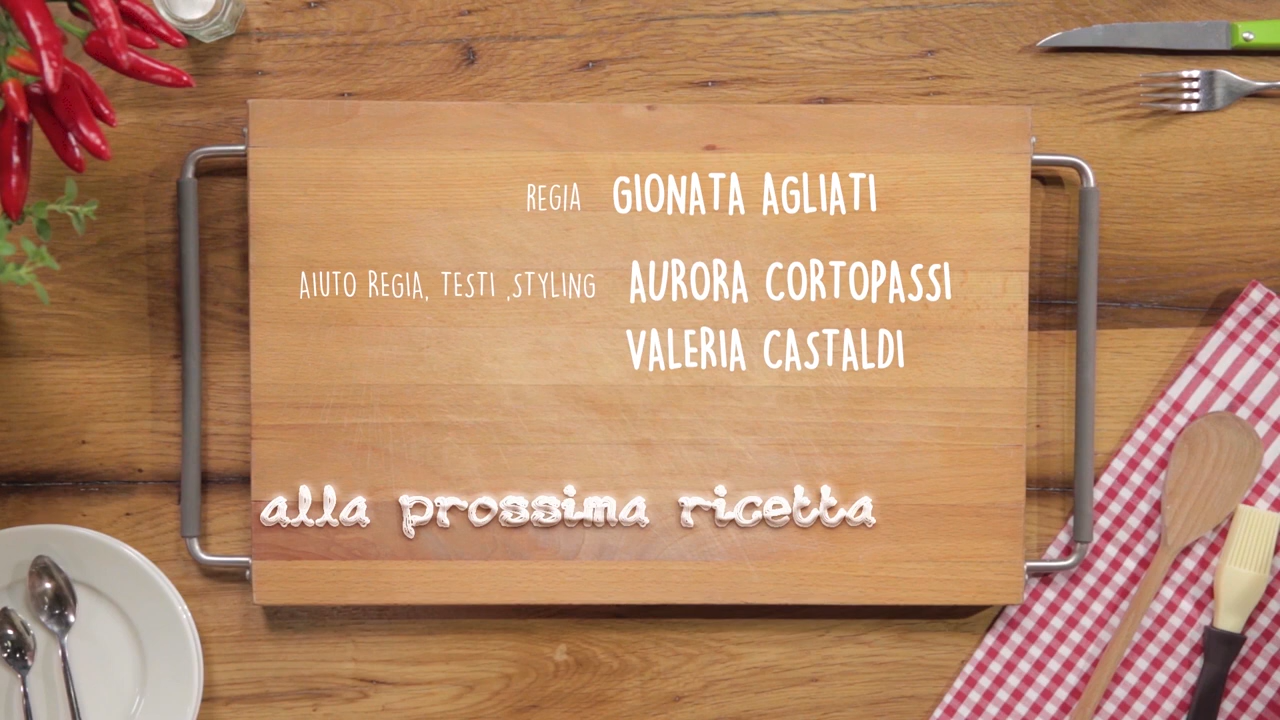 REGIA GIONATA AGLIATI
AIUTO REGIA, TESTI ,STYLING AURORA CORTOPASSI
VALERIA CASTALDI
alla prossima ricetta